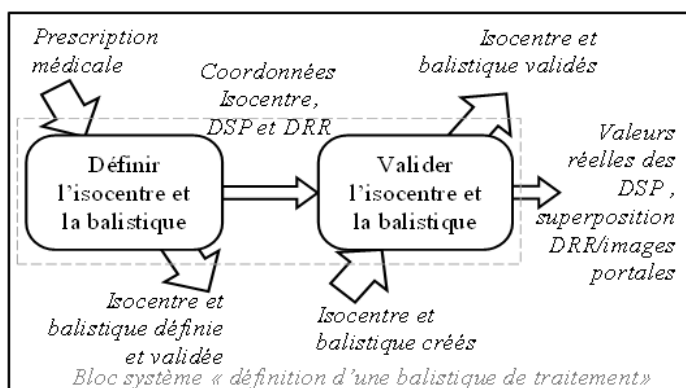 Prescription
médicale
Coordonnées
Isocentre,
DSP et DRR
Isocentre et
balistique validés
Définir
l'isocentre et
la balistique
Valider
l'isocentre et
la balistique
Valeurs
réelles des
DSP ,
superposition
DRR/images
portales
Isocentre et
balistique définie
et validée
Isocentre et
balistique créés
Bloc système « définition d'une balistique de traitement»